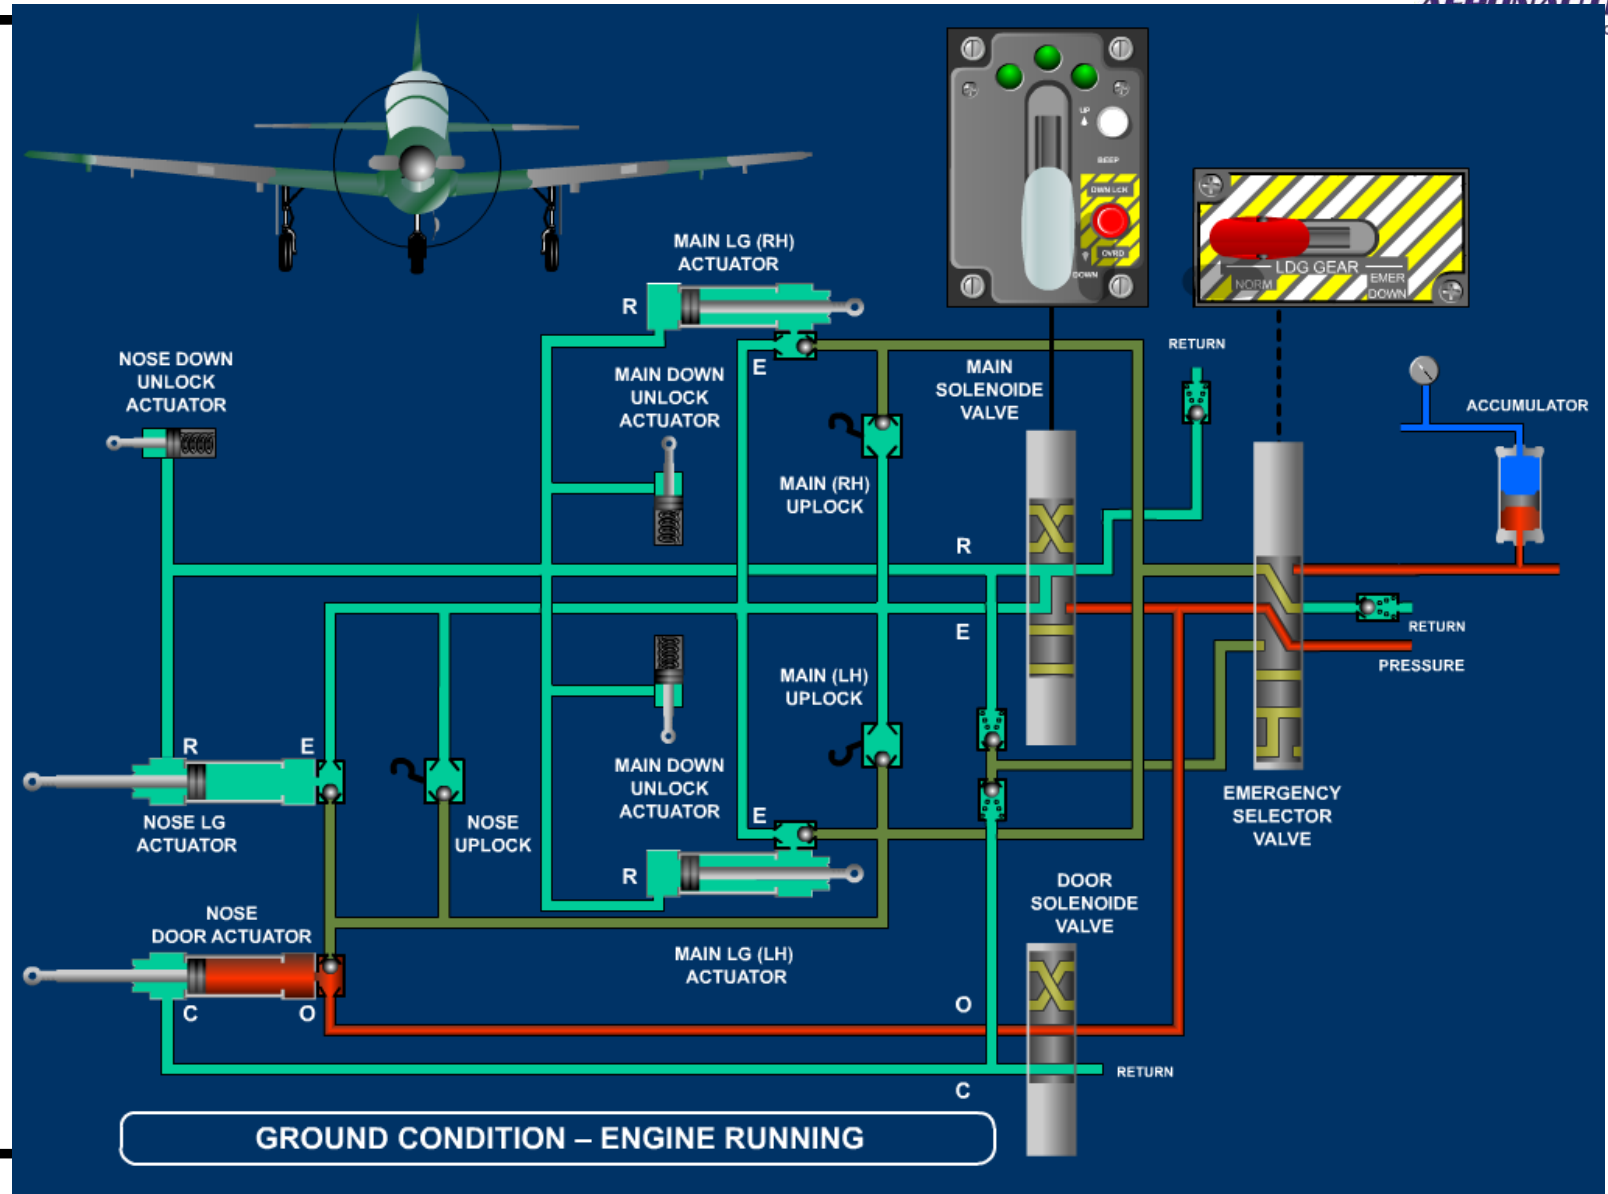 UP
BEEP
DWN LCK
OVRD
DOWN
LDG GEAR
NORM
EMER
DOWN
MAIN LG (RH)
ACTUATOR
R
E
NOSE DOWN
UNLOCK
ACTUATOR
MAIN DOWN
UNLOCK
ACTUATOR
MAIN
SOLENOIDE
VALVE
RETURN
ACCUMULATOR
MAIN (RH)
UPLOCK
R
E
RETURN
PRESSURE
MAIN (LH)
UPLOCK
R
E
NOSE LG
ACTUATOR
NOSE
UPLOCK
MAIN DOWN
UNLOCK
ACTUATOR
E
R
EMERGENCY
SELECTOR
VALVE
DOOR
SOLENOIDE
VALVE
NOSE
DOOR ACTUATOR
MAIN LG (LH)
ACTUATOR
C
O
O
C
RETURN
GROUND CONDITION – ENGINE RUNNING